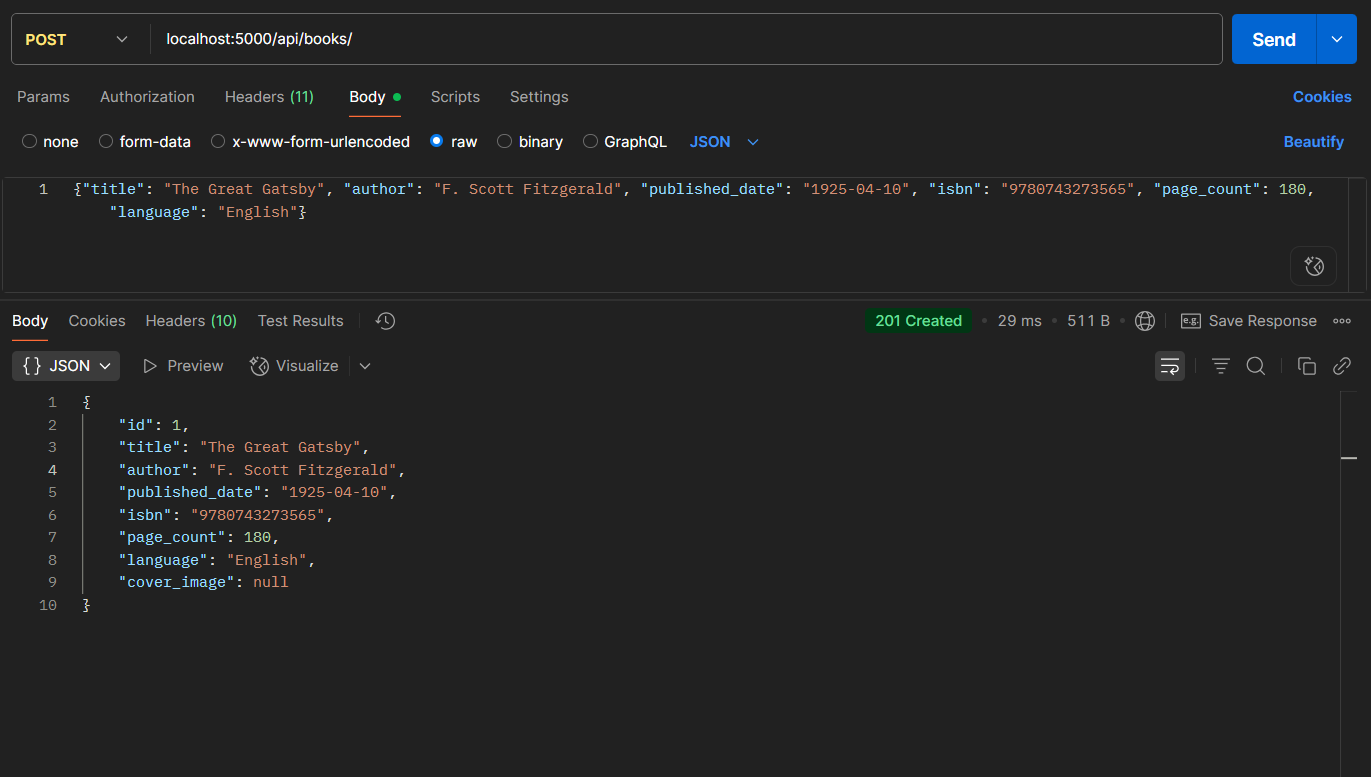 POST localhost:5000/api/books/ Send
Params Authorization Headers (11) Body Scripts Settings Cookies
none form-data x-www-form-urlencoded raw binary GraphQL JSON Beautify
1 {"title": "The Great Gatsby", "author": "F. Scott Fitzgerald", "published_date": "1925-04-10", "isbn": "9780743273565", "page_count": 180,
"language": "English"}
Body Cookies Headers (10) Test Results 201 Created • 29 ms • 511 B • e.g. Save Response
{} JSON Preview Visualize
1 {
2 "id": 1,
3 "title": "The Great Gatsby",
4 "author": "F. Scott Fitzgerald",
5 "published_date": "1925-04-10",
6 "isbn": "9780743273565",
7 "page_count": 180,
8 "language": "English",
9 "cover_image": null
10 }